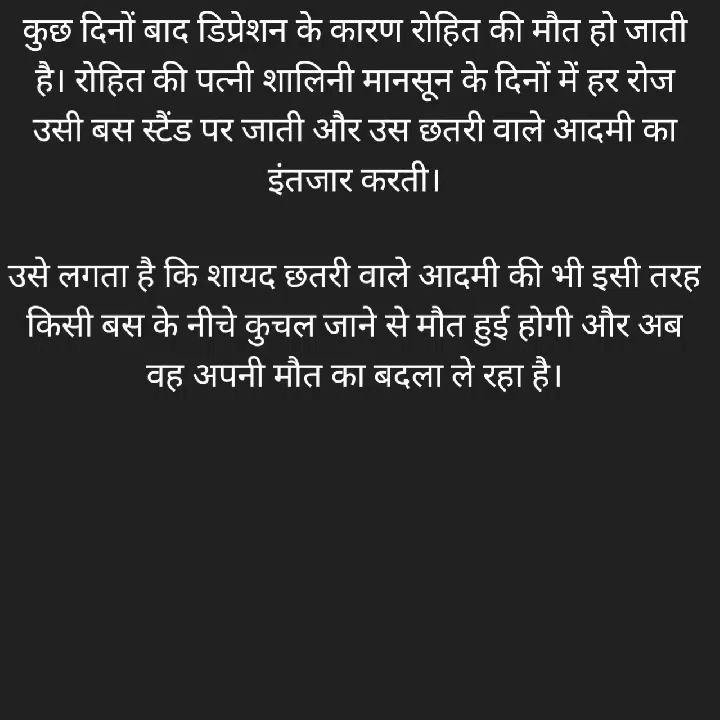 कुछ दिनों बाद डिप्रेशन के कारण रोहित की मौत हो जाती
है। रोहित की पत्नी शालिनी मानसून के दिनों में हर रोज
उसी बस स्टैंड पर जाती और उस छतरी वाले आदमी का
इंतजार करती।
उसे लगता है कि शायद छतरी वाले आदमी की भी इसी तरह
किसी बस के नीचे कुचल जाने से मौत हुई होगी और अब
वह अपनी मौत का बदला ले रहा है।